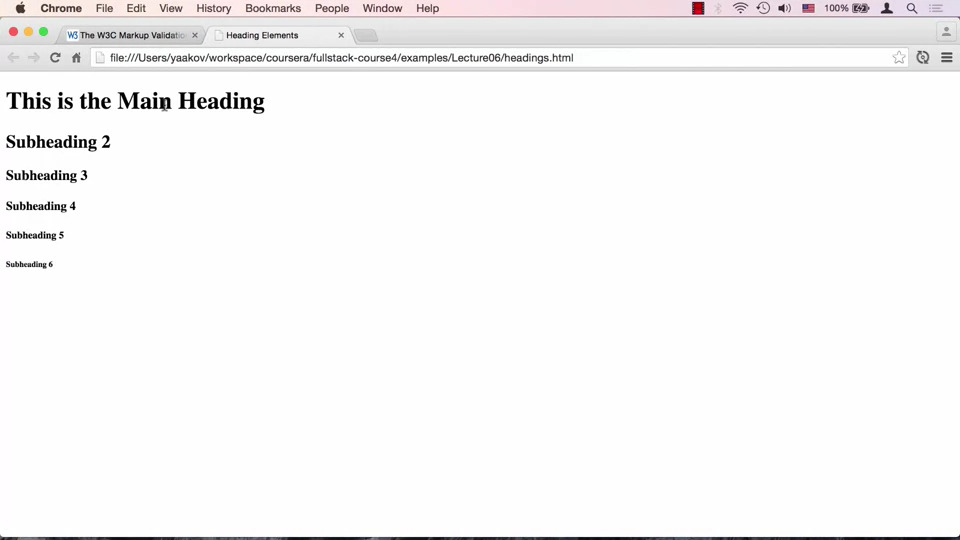 Chrome File Edit View History Bookmarks People Window Help 100%
The W3C Markup Validatio
Heading Elements
file:///Users/yaakov/workspace/coursera/fullstack-course4/examples/Lecture06/headings.html
This is the Main Heading
Subheading 2
Subheading 3
Subheading 4
Subheading 5
Subheading 6